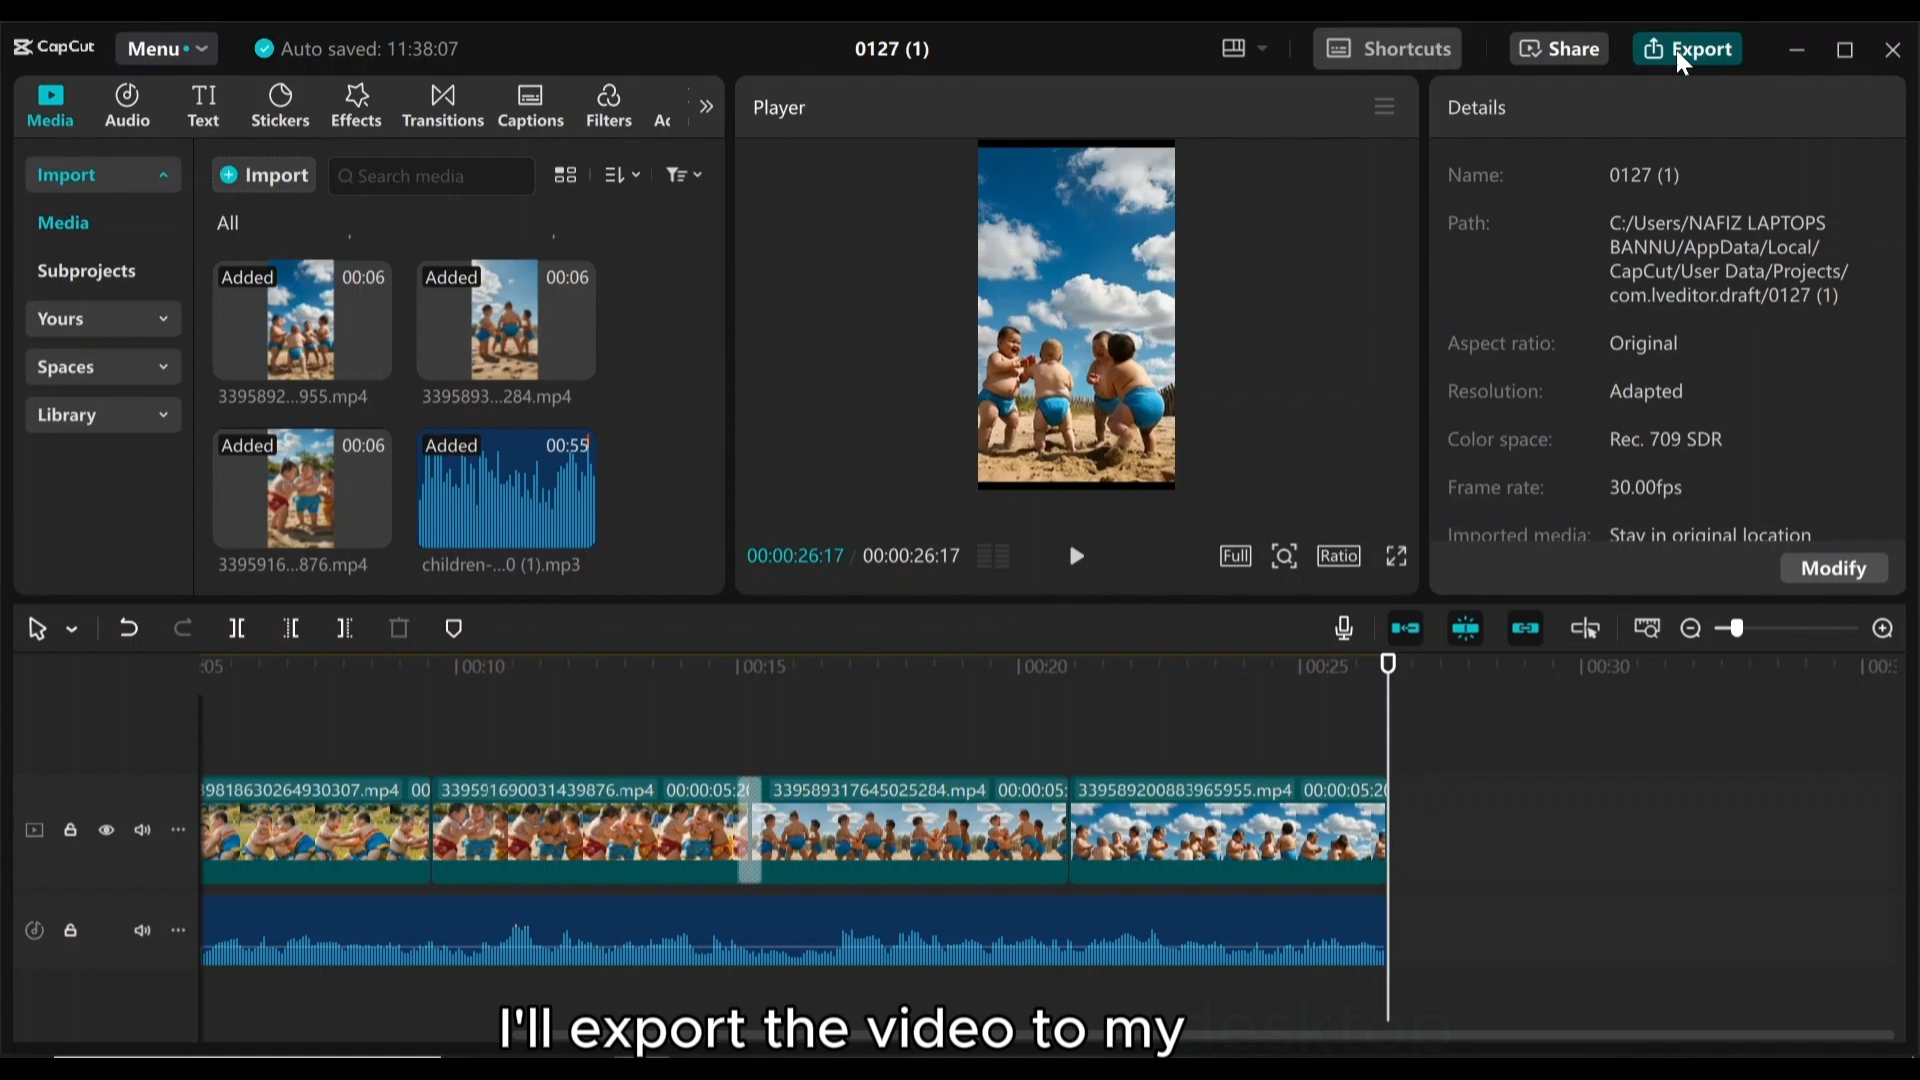 CapCut
Menu
Auto saved: 11:38:07
0127 (1)
Shortcuts
Share
Export
Media
Audio
TI
Text
Stickers
Effects
Transitions
Captions
Filters
Player
Details
Import
Media
Subprojects
Yours
Spaces
Library
Import
Search media
All
Added 00:06
3395892...955.mp4
Added 00:06
3395893...284.mp4
Added 00:06
3395916...876.mp4
Added 00:55
children-...0 (1).mp3
00:00:26:17 / 00:00:26:17
Full
Ratio
Name: 0127 (1)
Path: C:/Users/NAFIZ LAPTOPS
BANNU/AppData/Local/
CapCut/User Data/Projects/
com.lveditor.draft/0127 (1)
Aspect ratio: Original
Resolution: Adapted
Color space: Rec. 709 SDR
Frame rate: 30.00fps
Imported media: Stay in original location
Modify
:05 00:10 00:15 00:20 00:25 00:30 00:
39818630264930307.mp4 00
339591690031439876.mp4 00:00:05:2
339589317645025284.mp4 00:00:05:
339589200883965955.mp4 00:00:05:2
I'll export the video to my desktop